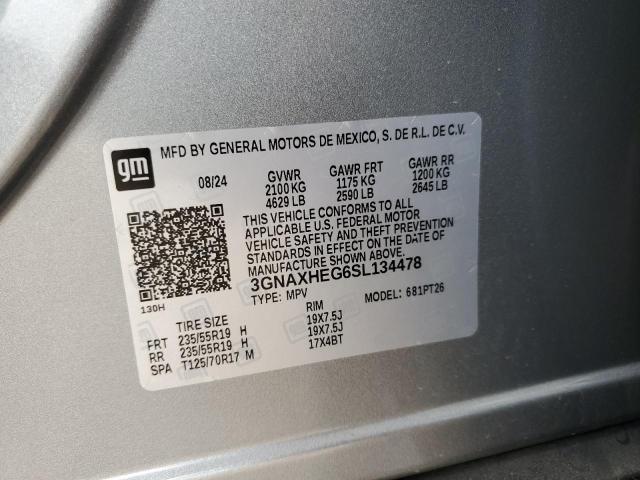 gm
MFD BY GENERAL MOTORS DE MEXICO, S. DE R.L. DE C.V.
08/24 GVWR GAWR FRT GAWR RR
2100 KG 1175 KG 1200 KG
4629 LB 2590 LB 2645 LB
THIS VEHICLE CONFORMS TO ALL
APPLICABLE U.S. FEDERAL MOTOR
VEHICLE SAFETY AND THEFT PREVENTION
STANDARDS IN EFFECT ON THE DATE OF
MANUFACTURE SHOWN ABOVE.
3GNAXHEG6SL134478
130H
TYPE: MPV MODEL: 681PT26
TIRE SIZE RIM
FRT 235/55R19 H 19X7.5J
RR 235/55R19 H 19X7.5J
SPA T125/70R17 M 17X4BT